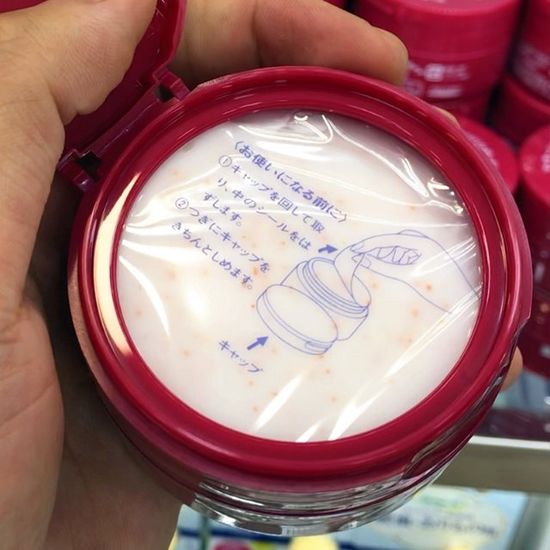 〈お使いになる前に〉
①キャップを回して取
り、中のシールをは
ずします。
②つぎにキャップを
きちんとしめます。
キャップ